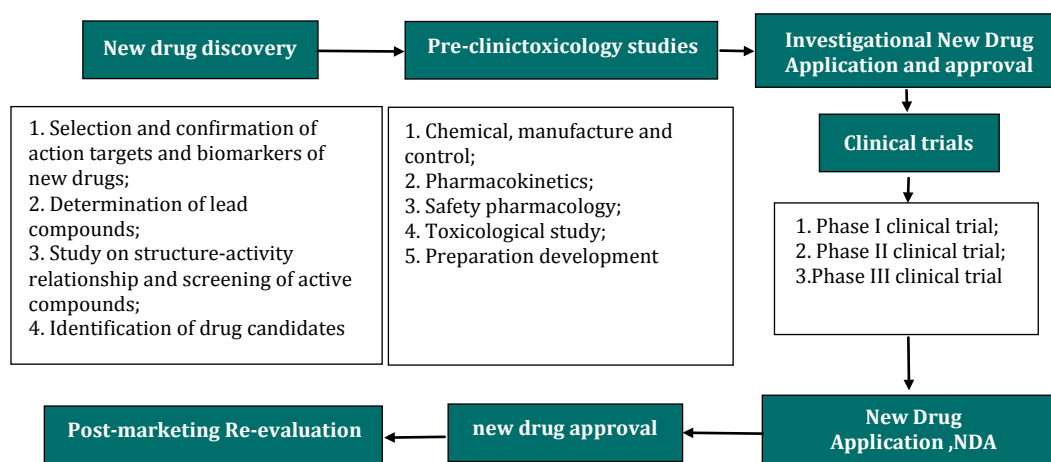 New drug discovery
Pre-clinictoxicology studies
Investigational New Drug
Application and approval
1. Selection and confirmation of
action targets and biomarkers of
new drugs;
2. Determination of lead
compounds;
3. Study on structure-activity
relationship and screening of active
compounds;
4. Identification of drug candidates
1. Chemical, manufacture and
control;
2. Pharmacokinetics;
3. Safety pharmacology;
4. Toxicological study;
5. Preparation development
Clinical trials
1. Phase I clinical trial;
2. Phase II clinical trial;
3.Phase III clinical trial
New Drug
Application ,NDA
new drug approval
Post-marketing Re-evaluation